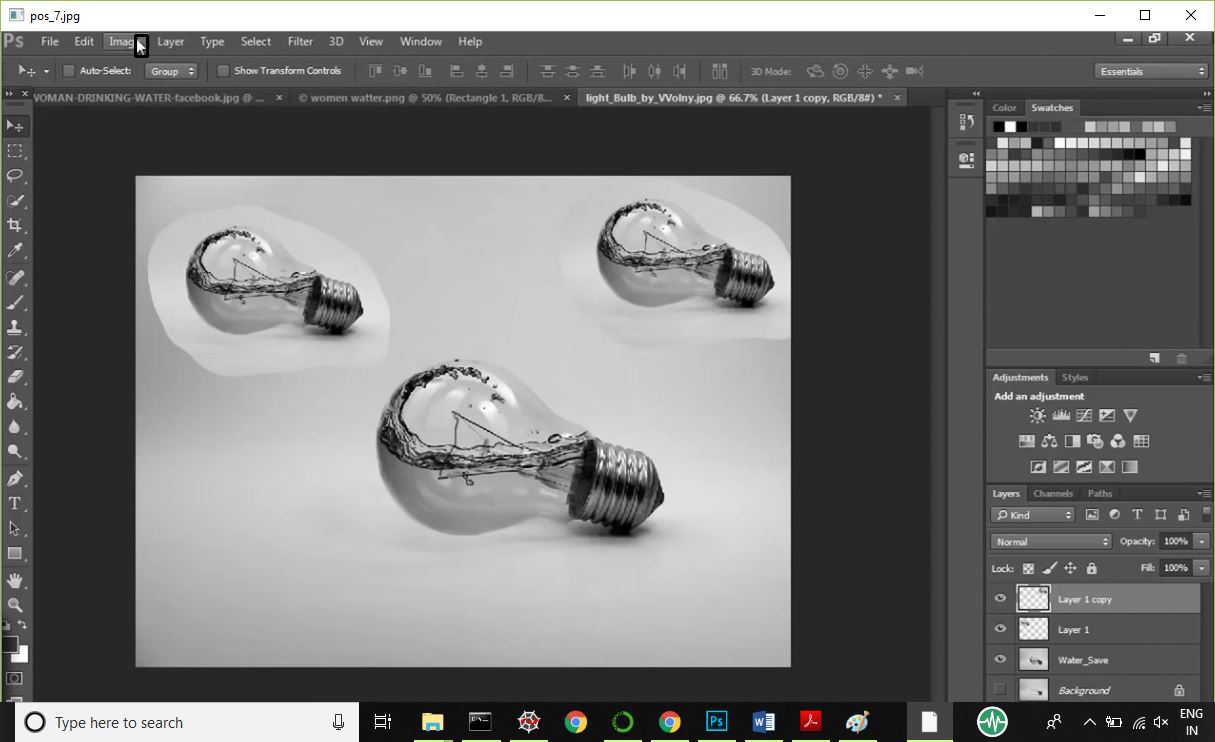 pos_7.jpg
Ps File Edit Layer Type Select Filter 3D View Window Help
Auto-Select: Group Show Transform Controls 3D Mode: Essentials
WOMAN-DRINKING-WATER-facebook.jpg @ ... × © women watter.png @ 50% (Rectangle 1, RGB/8... × light_Bulb_by_VVolny.jpg @ 66.7% (Layer 1 copy, RGB/8#) * ×
Color Swatches
Adjustments Styles
Add an adjustment
Layers Channels Paths
Kind
Normal Opacity: 100%
Lock: Fill: 100%
Layer 1 copy
Layer 1
Water_Save
Background
Type here to search
Ps
ENG
IN